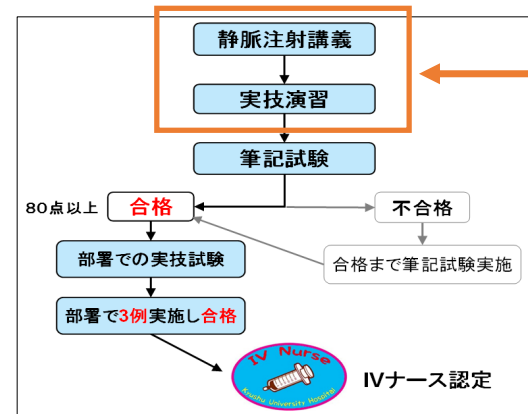 静脈注射講義
実技演習
筆記試験
80点以上
合格
不合格
部署での実技試験
合格まで筆記試験実施
部署で3例実施し合格
IV Nurse
Kyushu University Hospital
IVナース認定